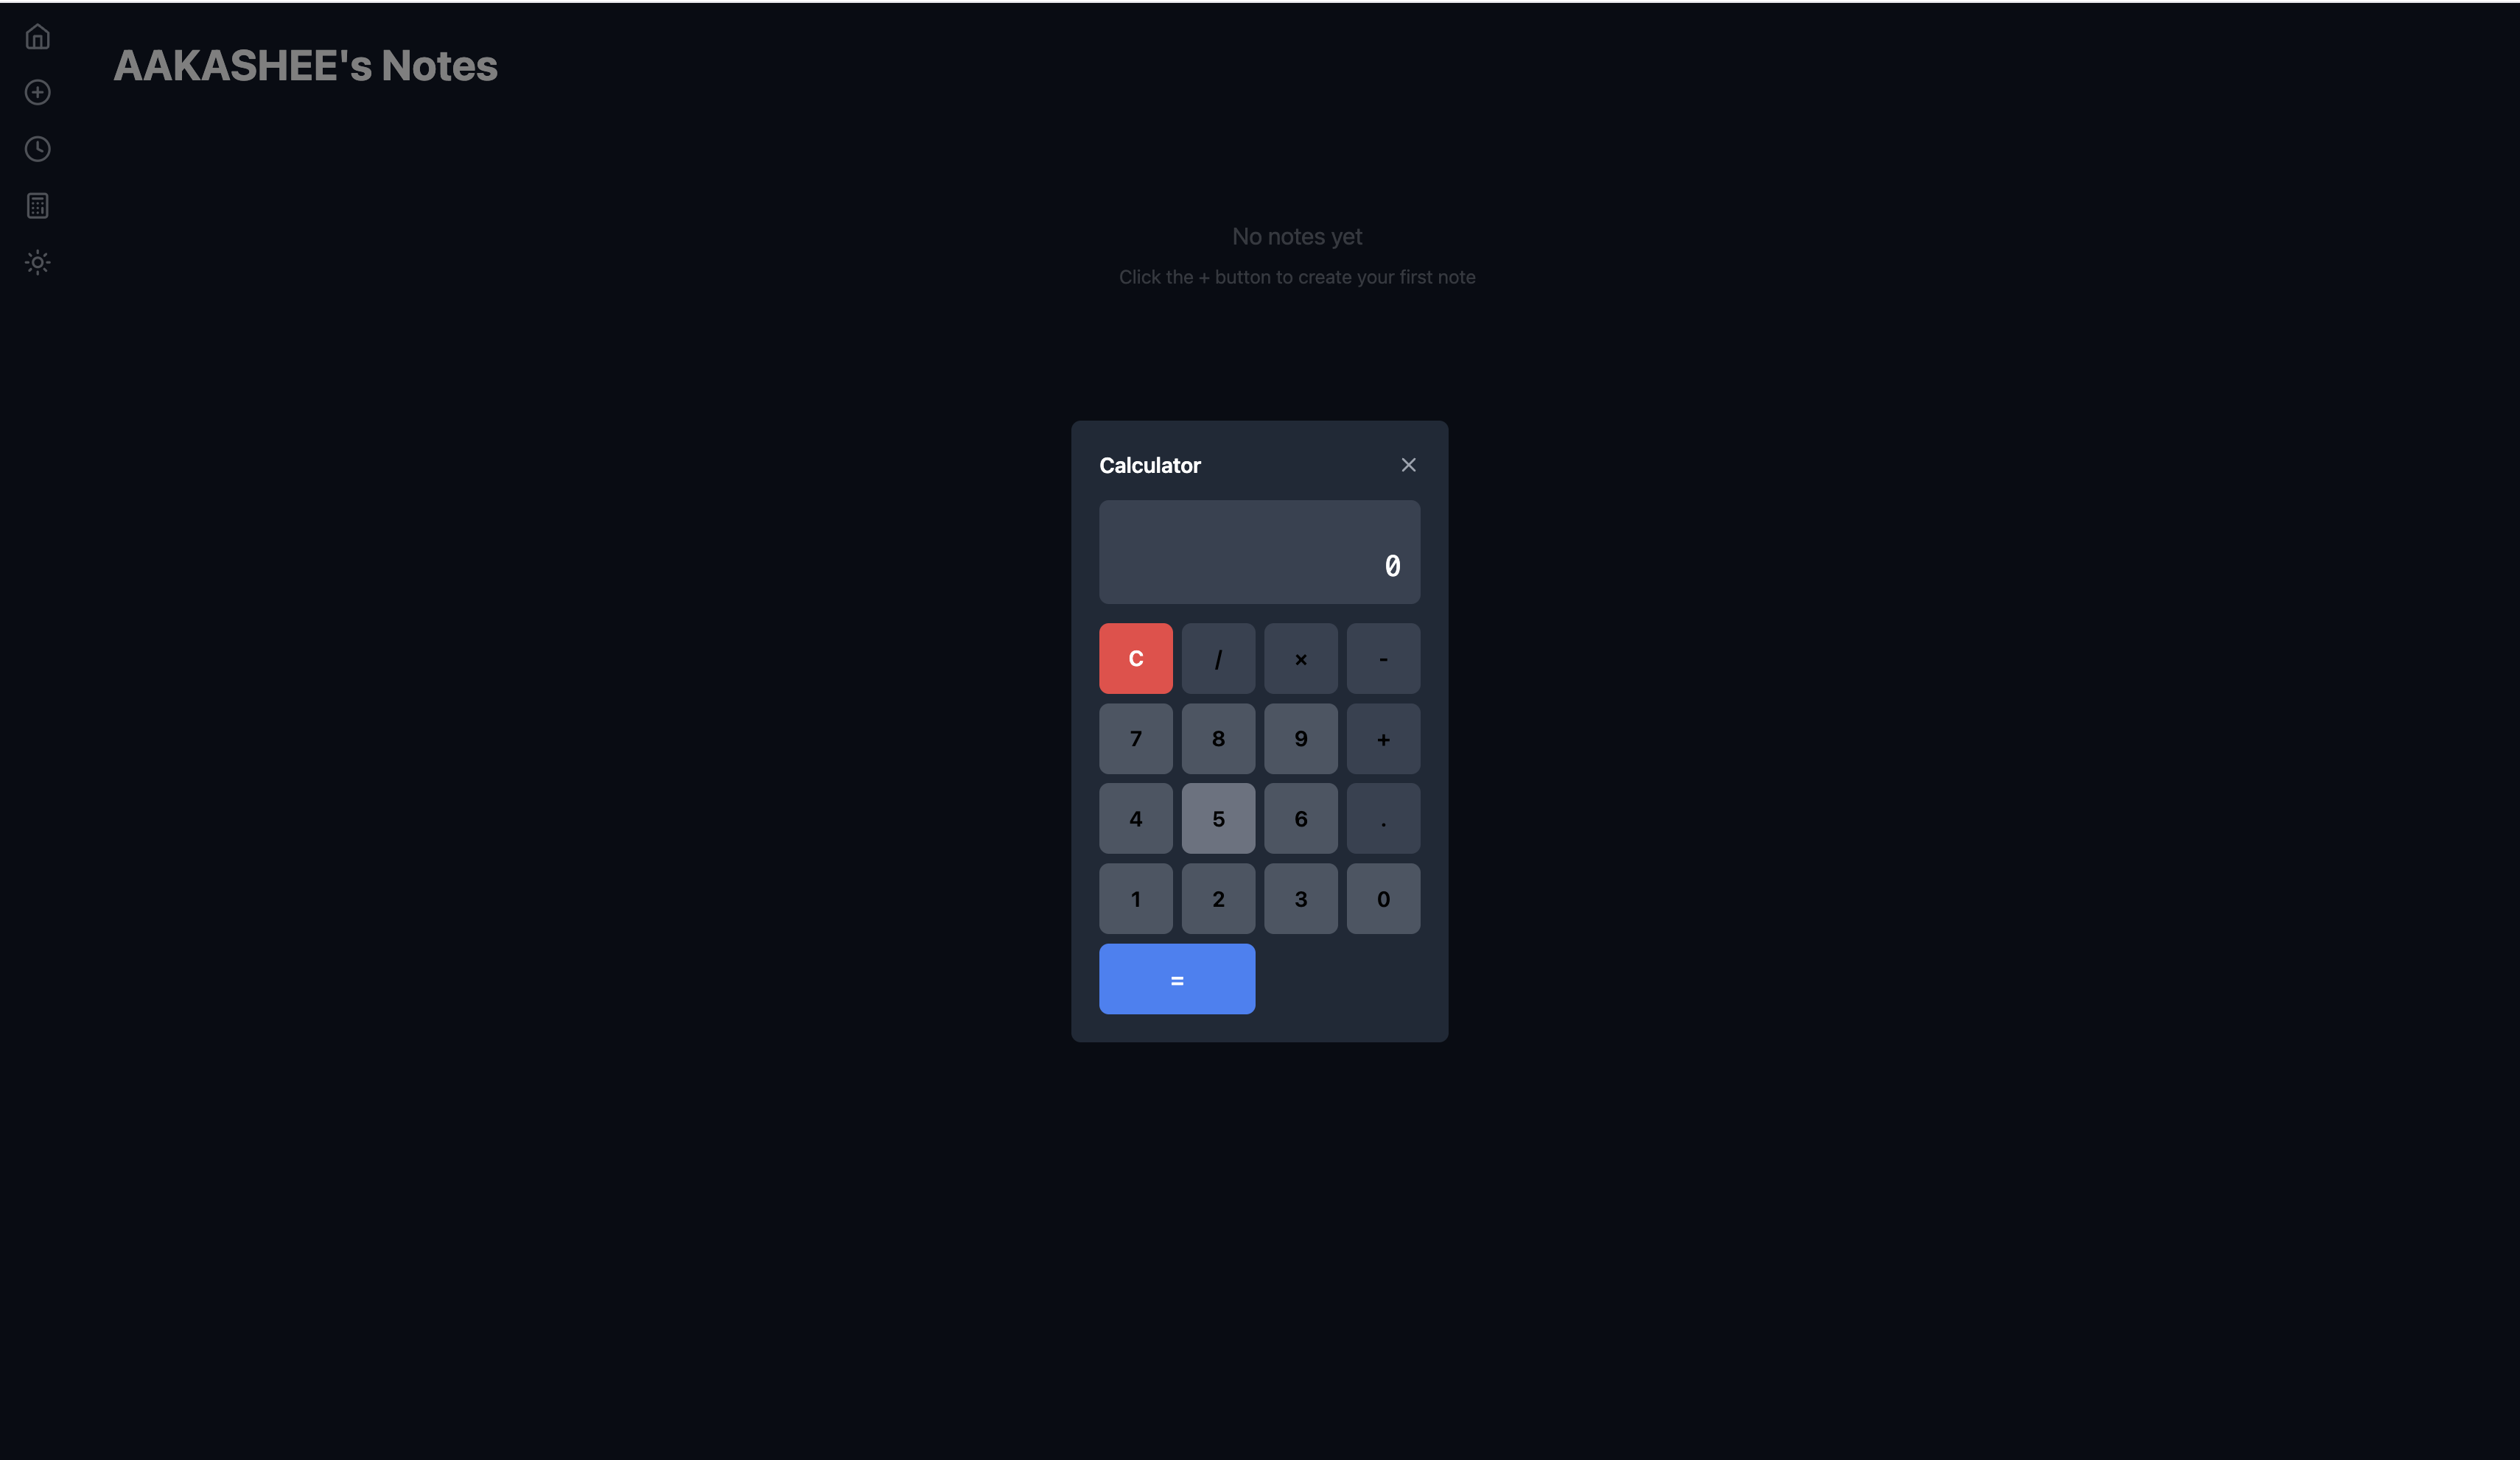 AAKASHEE's Notes
No notes yet
Click the + button to create your first note
Calculator
0
C / × -
7 8 9 +
4 5 6 .
1 2 3 0
=